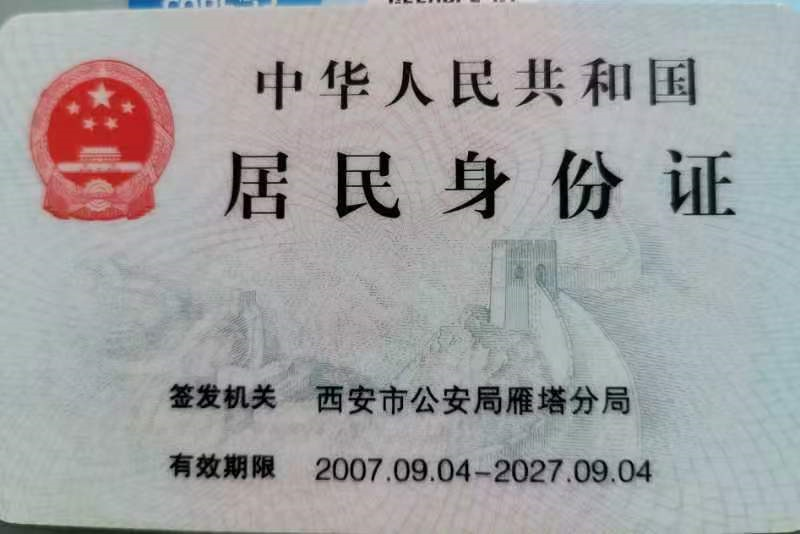 中华人民共和国
居民身份证
签发机关 西安市公安局雁塔分局
有效期限 2007.09.04-2027.09.04